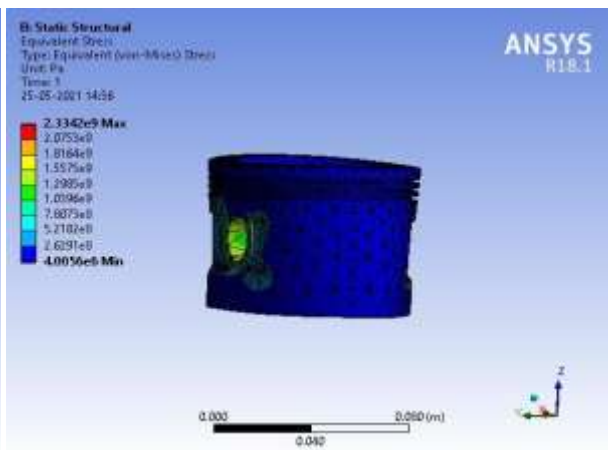 B: Static Structural
Equivalent Stress
Type: Equivalent (von-Mises) Stress
Unit: Pa
Time: 1
25-05-2021 14:56
ANSYS
R18.1
2.3342e9 Max
2.0753e9
1.8164e9
1.5575e9
1.2985e9
1.0396e9
7.8073e8
5.2182e8
2.6291e8
4.0056e6 Min
0.000
0.080 (m)
0.040
Z
Y